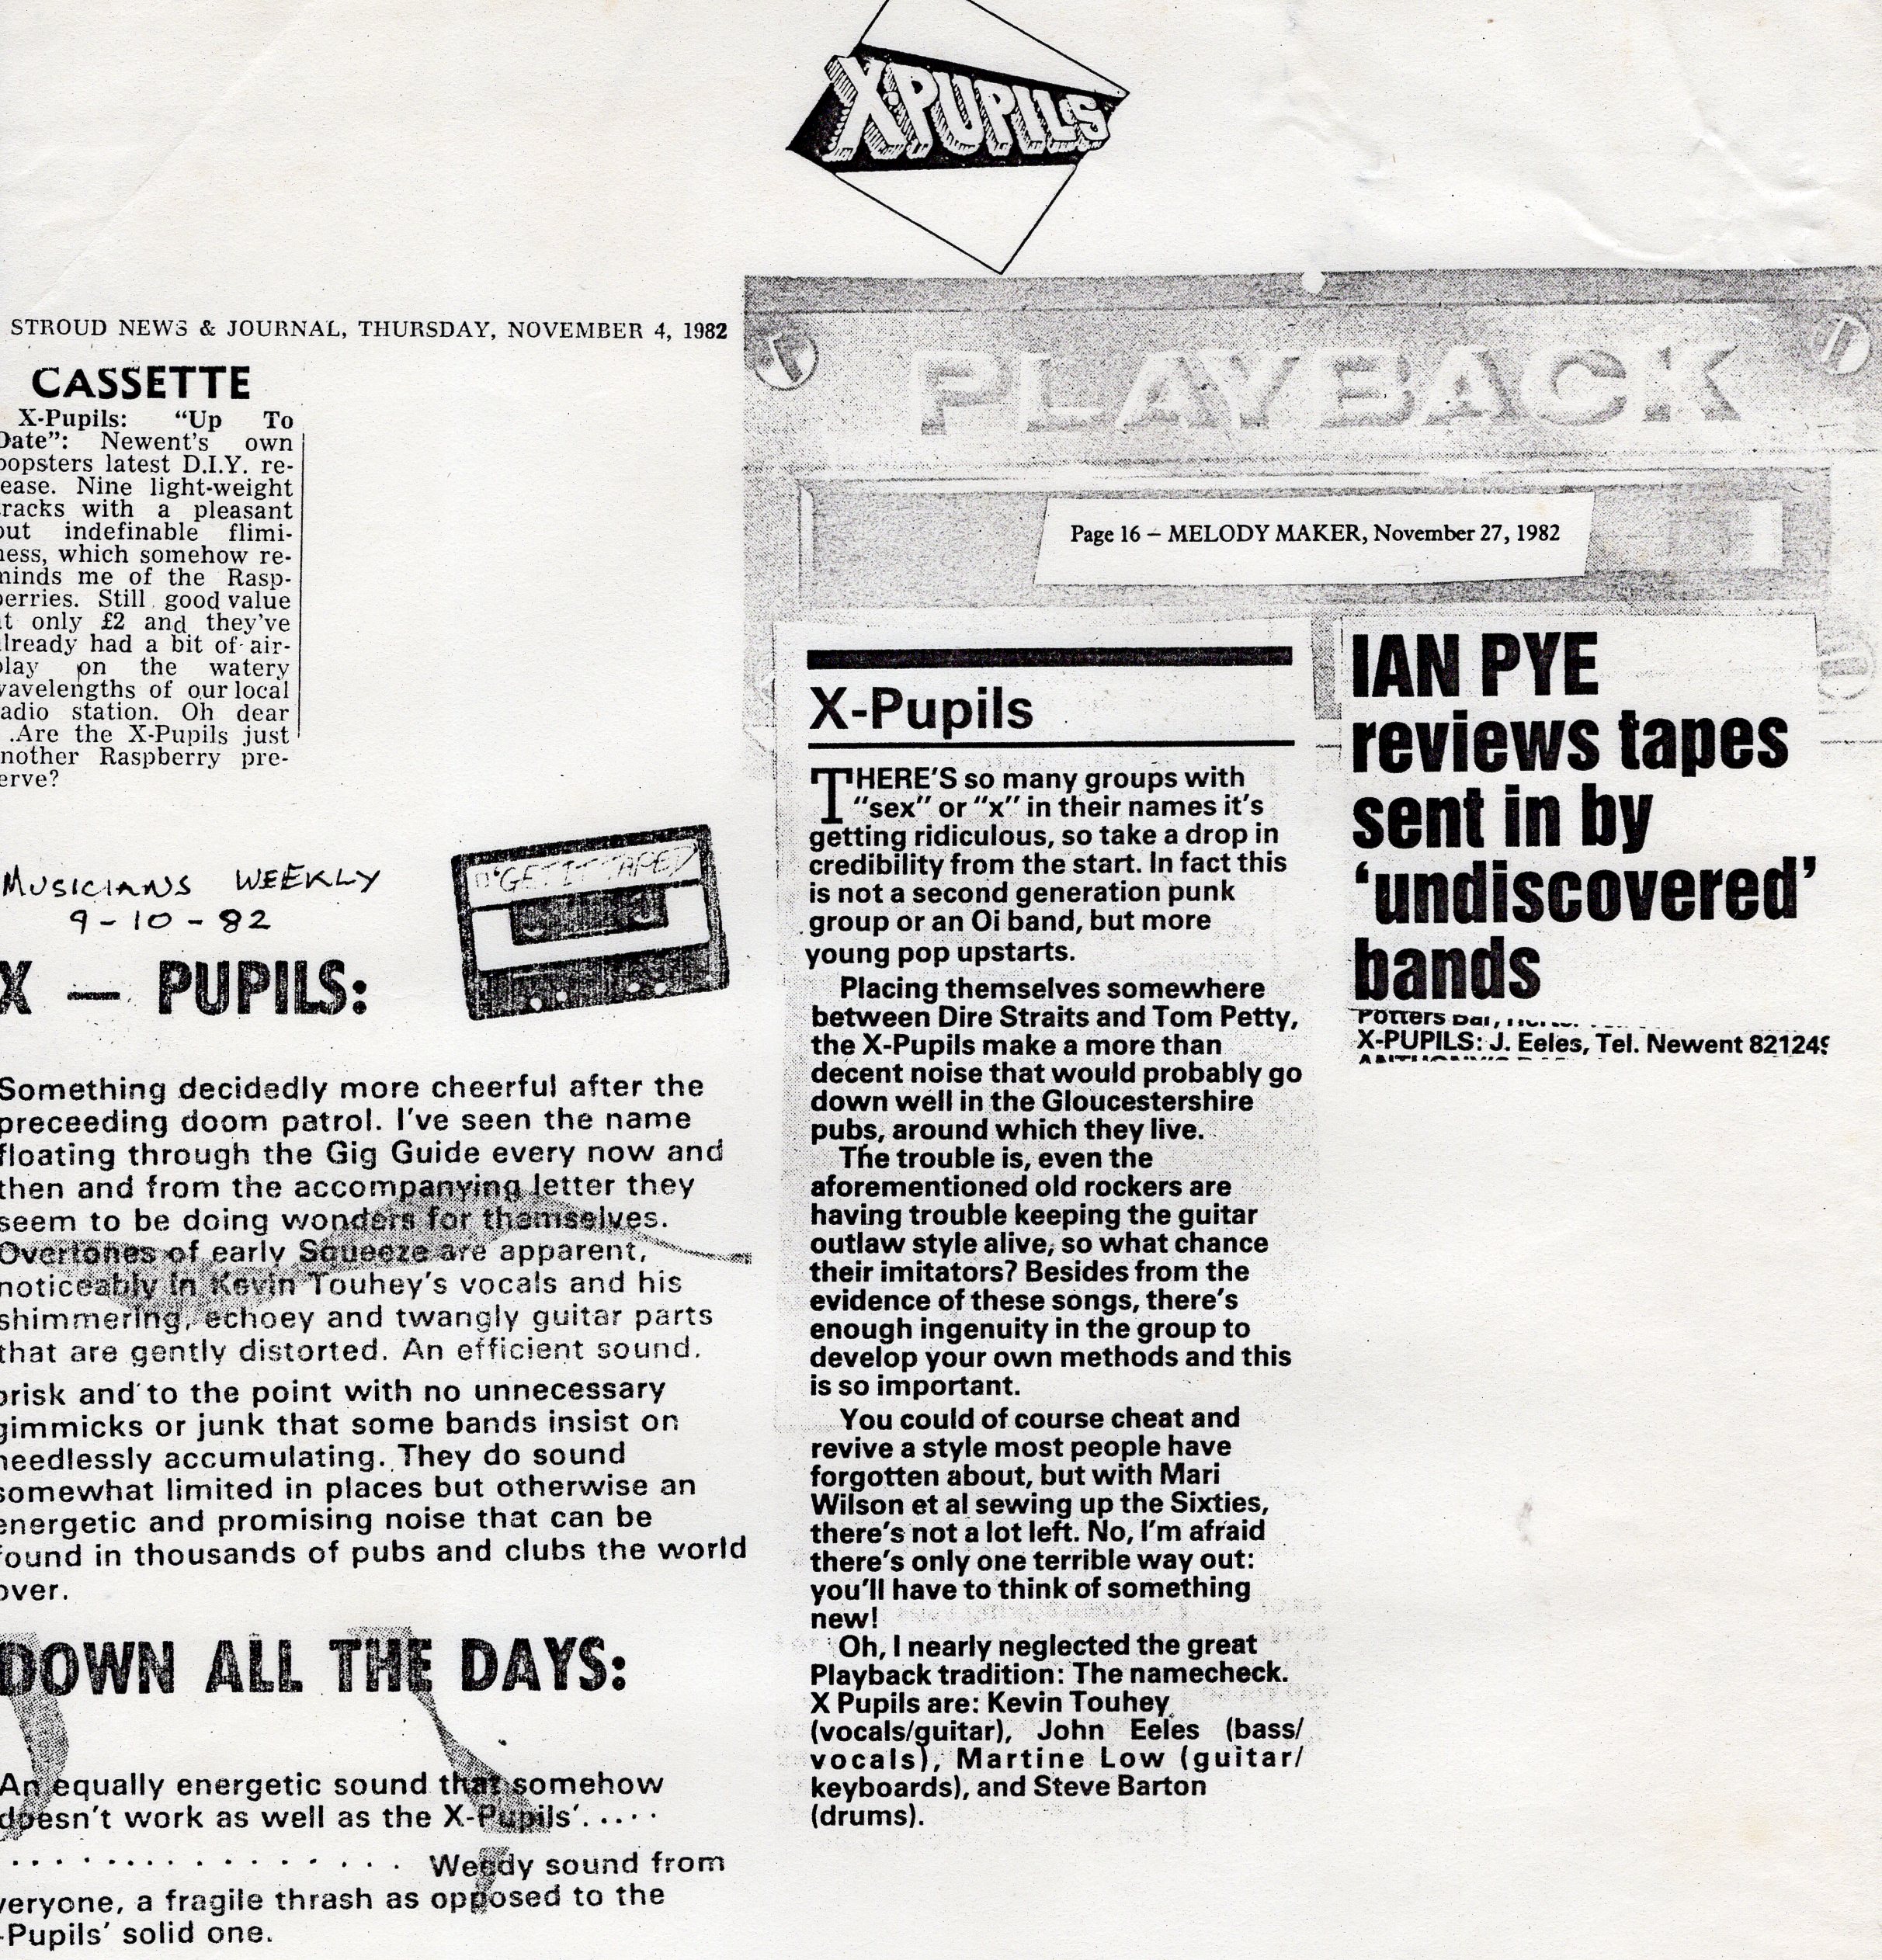 X-PUPILS
STROUD NEWS & JOURNAL, THURSDAY, NOVEMBER 4, 1982
CASSETTE
X-Pupils: “Up To
Date”: Newent’s own
popsters latest D.I.Y. re-
ease. Nine light-weight
tracks with a pleasant
but indefinable flimi-
ness, which somehow re-
minds me of the Rasp-
berries. Still good value
at only £2 and they’ve
already had a bit of air-
play on the watery
wavelengths of our local
radio station. Oh dear
.Are the X-Pupils just
another Raspberry pre-
erve?
MUSICIANS WEEKLY
9-10-82
"GET IT TAPED
X — PUPILS:
Something decidedly more cheerful after the
preceeding doom patrol. I’ve seen the name
floating through the Gig Guide every now and
then and from the accompanying letter they
seem to be doing wonders for themselves.
Overtones of early Squeeze are apparent,
noticeably in Kevin Touhey’s vocals and his
shimmering, echoey and twangly guitar parts
that are gently distorted. An efficient sound.
brisk and to the point with no unnecessary
gimmicks or junk that some bands insist on
needlessly accumulating. They do sound
somewhat limited in places but otherwise an
energetic and promising noise that can be
found in thousands of pubs and clubs the world
over.
DOWN ALL THE DAYS:
An equally energetic sound that somehow
doesn’t work as well as the X-Pupils’.....
. . . . . . . . . . . . . . . . . Weedy sound from
veryone, a fragile thrash as opposed to the
-Pupils’ solid one.
PLAYBACK
Page 16 – MELODY MAKER, November 27, 1982
X-Pupils
THERE’S so many groups with
“sex” or “x” in their names it’s
getting ridiculous, so take a drop in
credibility from the start. In fact this
is not a second generation punk
group or an Oi band, but more
young pop upstarts.
Placing themselves somewhere
between Dire Straits and Tom Petty,
the X-Pupils make a more than
decent noise that would probably go
down well in the Gloucestershire
pubs, around which they live.
The trouble is, even the
aforementioned old rockers are
having trouble keeping the guitar
outlaw style alive, so what chance
their imitators? Besides from the
evidence of these songs, there’s
enough ingenuity in the group to
develop your own methods and this
is so important.
You could of course cheat and
revive a style most people have
forgotten about, but with Mari
Wilson et al sewing up the Sixties,
there’s not a lot left. No, I’m afraid
there’s only one terrible way out:
you’ll have to think of something
new!
Oh, I nearly neglected the great
Playback tradition: The namecheck.
X Pupils are: Kevin Touhey
(vocals/guitar), John Eeles (bass/
vocals), Martine Low (guitar/
keyboards), and Steve Barton
(drums).
IAN PYE
reviews tapes
sent in by
‘undiscovered’
bands
Potters Bar, Herts.
X-PUPILS: J. Eeles, Tel. Newent 821249